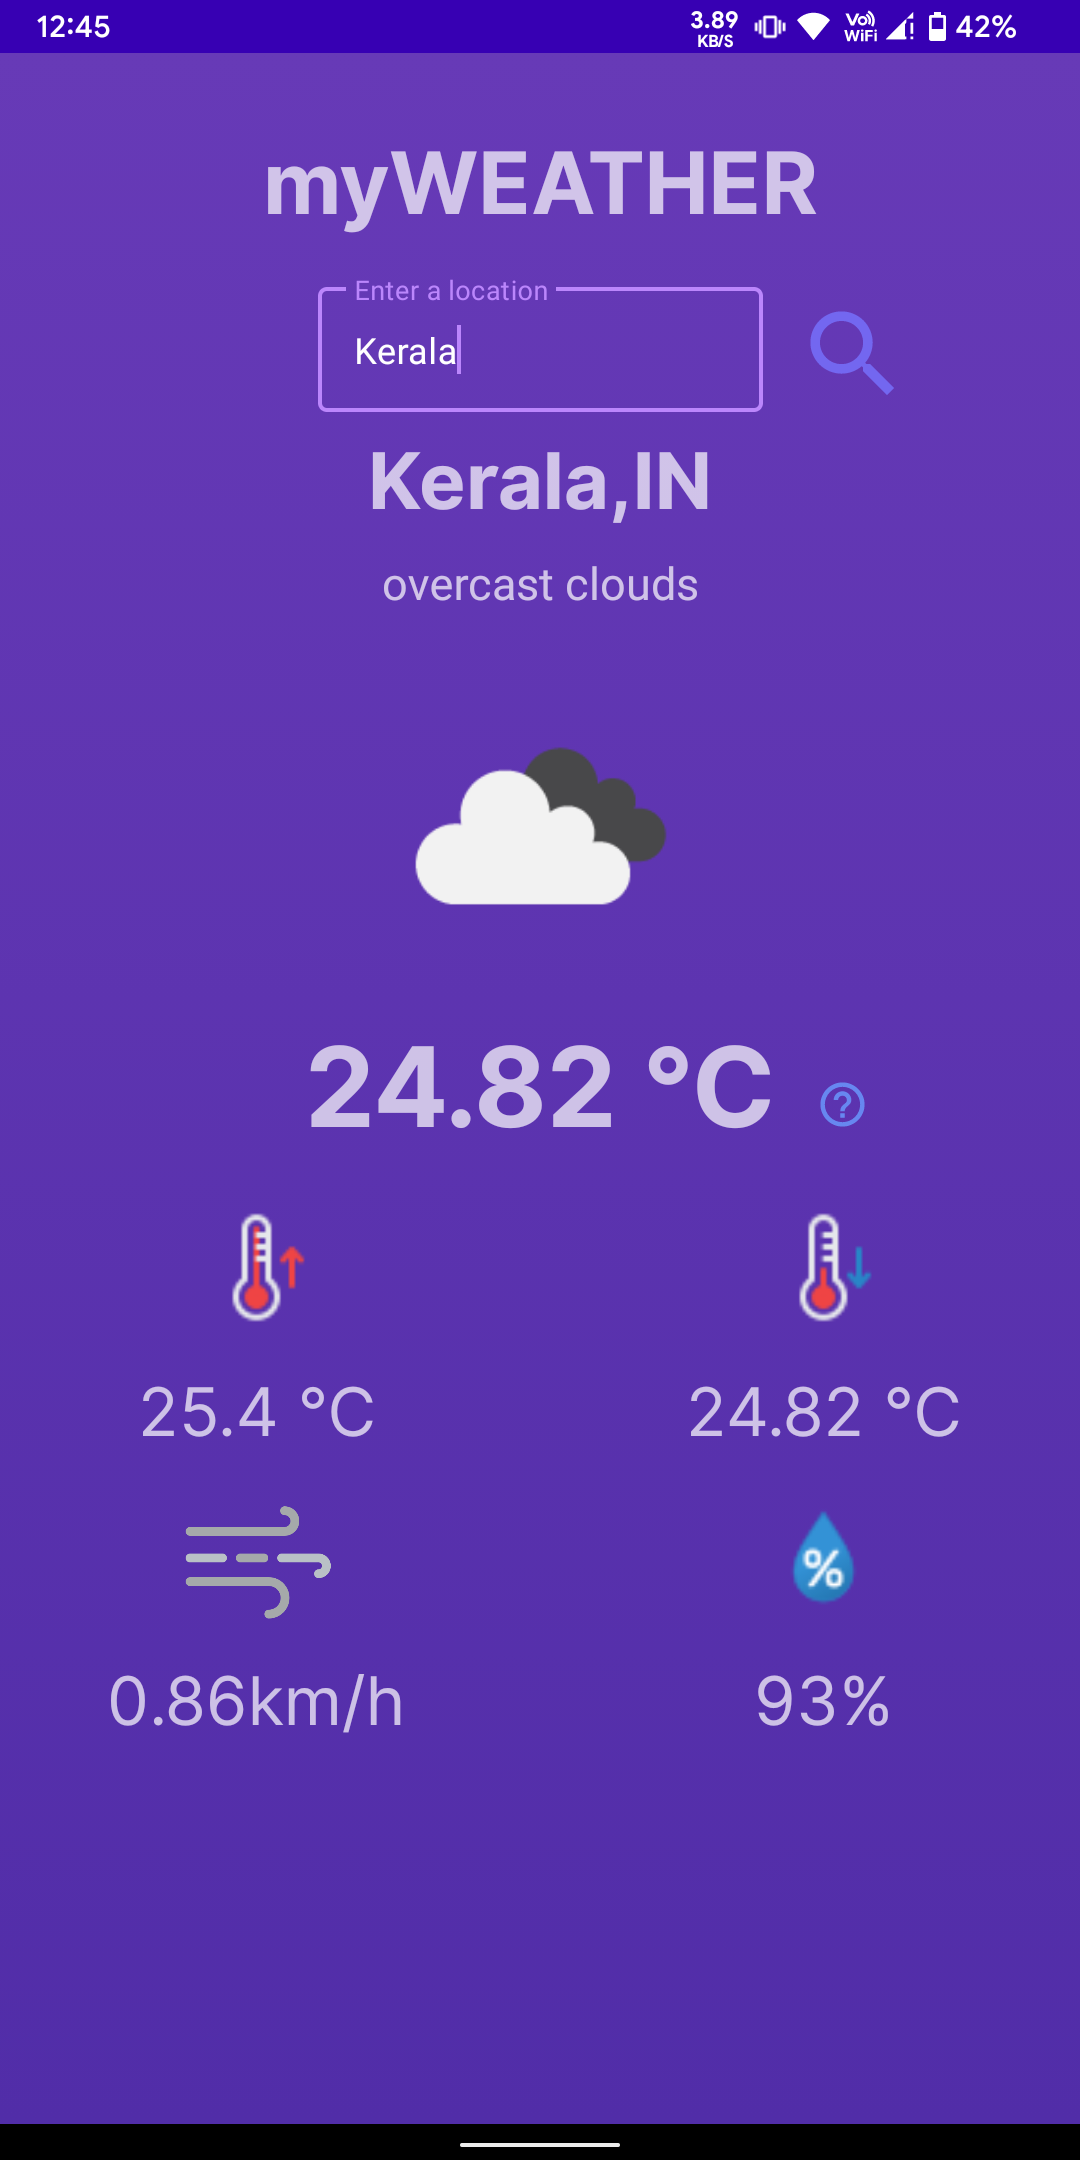 12:45 3.89 KB/S Vo) WiFi 42%
myWEATHER
Enter a location
Kerala
Kerala,IN
overcast clouds
24.82 °C ?
25.4 °C 24.82 °C
%
0.86km/h 93%